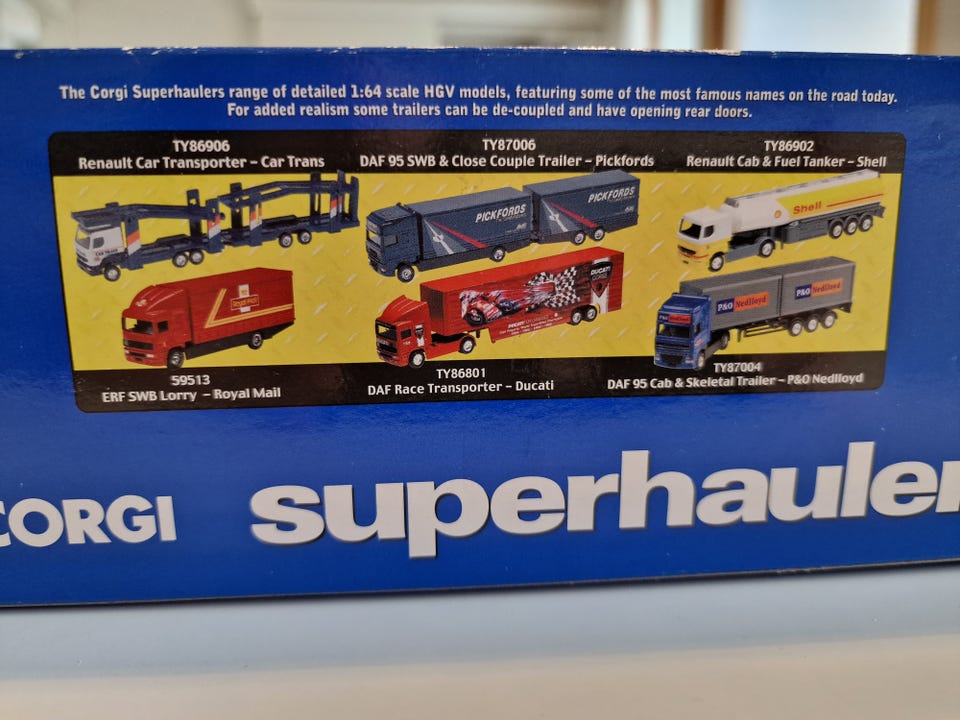 The Corgi Superhaulers range of detailed 1:64 scale HGV models, featuring some of the most famous names on the road today.
For added realism some trailers can be de-coupled and have opening rear doors.
TY86906
Renault Car Transporter – Car Trans
TY87006
DAF 95 SWB & Close Couple Trailer – Pickfords
TY86902
Renault Cab & Fuel Tanker – Shell
CAR TRANS
PICKFORDS
PICKFORDS
Shell
Royal Mail
DUCATI
P&O Nedlloyd
P&O Nedlloyd
59513
ERF SWB Lorry – Royal Mail
TY86801
DAF Race Transporter – Ducati
TY87004
DAF 95 Cab & Skeletal Trailer – P&O Nedlloyd
CORGI superhauler